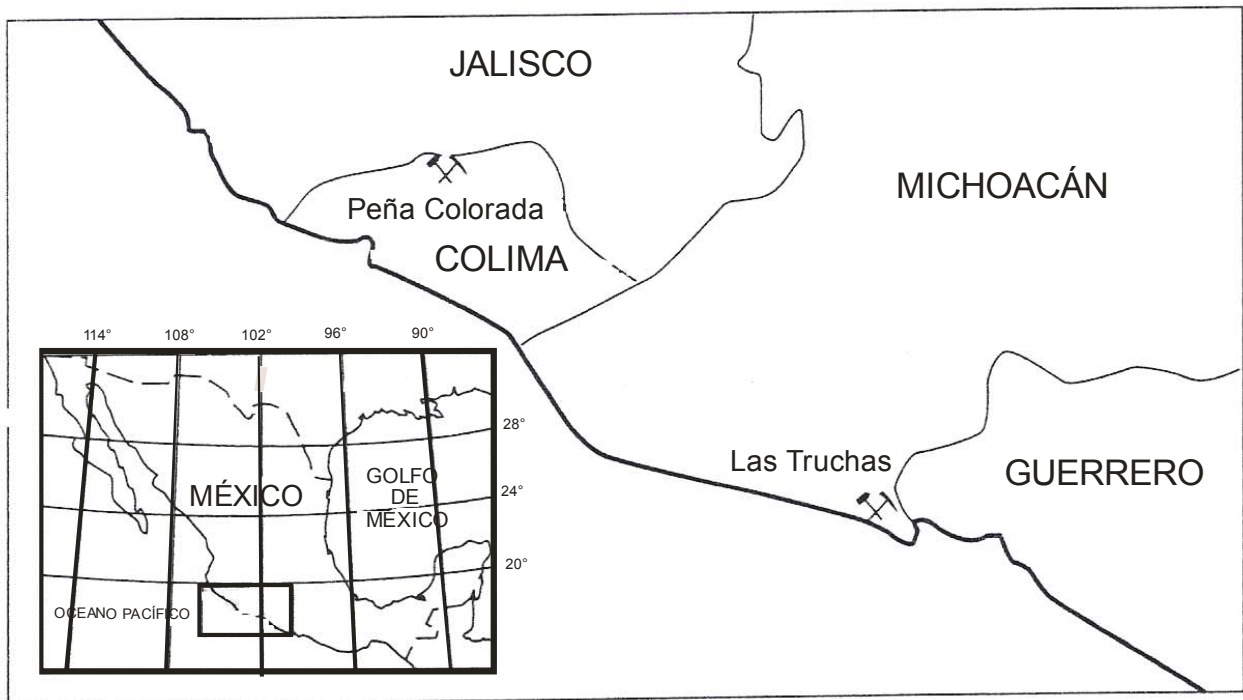 JALISCO
MICHOACÁN
Peña Colorada
COLIMA
114° 108° 102° 96° 90°
28°
Las Truchas
GUERRERO
MÉXICO
GOLFO
DE
MÉXICO
24°
20°
OCEANO PACÍFICO